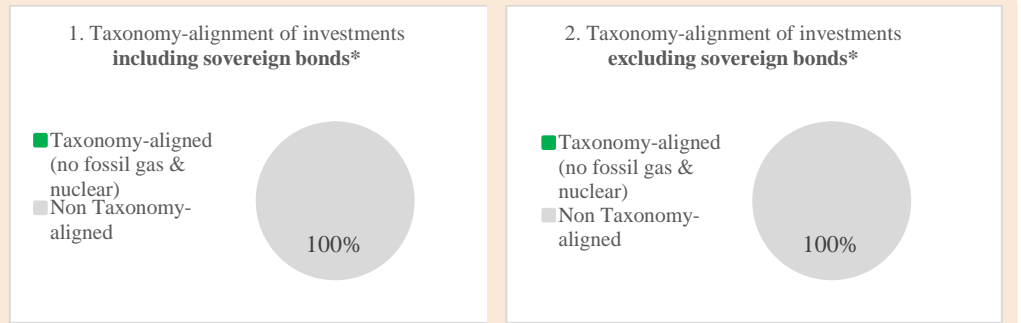 1. Taxonomy-alignment of investments
including sovereign bonds*
Taxonomy-aligned
(no fossil gas &
nuclear)
Non Taxonomy-
aligned
100%
2. Taxonomy-alignment of investments
excluding sovereign bonds*
Taxonomy-aligned
(no fossil gas &
nuclear)
Non Taxonomy-
aligned
100%